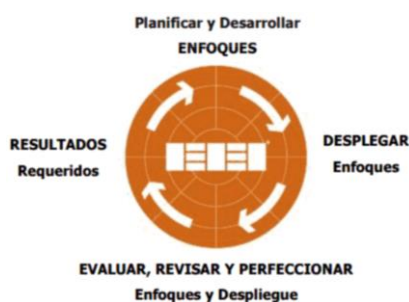 Planificar y Desarrollar
ENFOQUES
RESULTADOS
Requeridos
DESPLEGAR
Enfoques
EVALUAR, REVISAR Y PERFECCIONAR
Enfoques y Despliegue